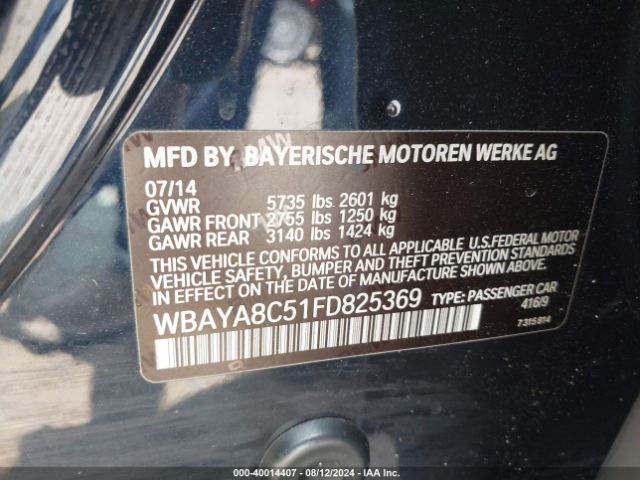 MFD BY BAYERISCHE MOTOREN WERKE AG
07/14
GVWR 5735 lbs 2601 kg
GAWR FRONT 2755 lbs 1250 kg
GAWR REAR 3140 lbs 1424 kg
THIS VEHICLE CONFORMS TO ALL APPLICABLE U.S.FEDERAL MOTOR
VEHICLE SAFETY, BUMPER AND THEFT PREVENTION STANDARDS
IN EFFECT ON THE DATE OF MANUFACTURE SHOWN ABOVE.
WBAYA8C51FD825369 TYPE: PASSENGER CAR
416/9
7315814
000-40014407 - 08/12/2024 - IAA Inc.